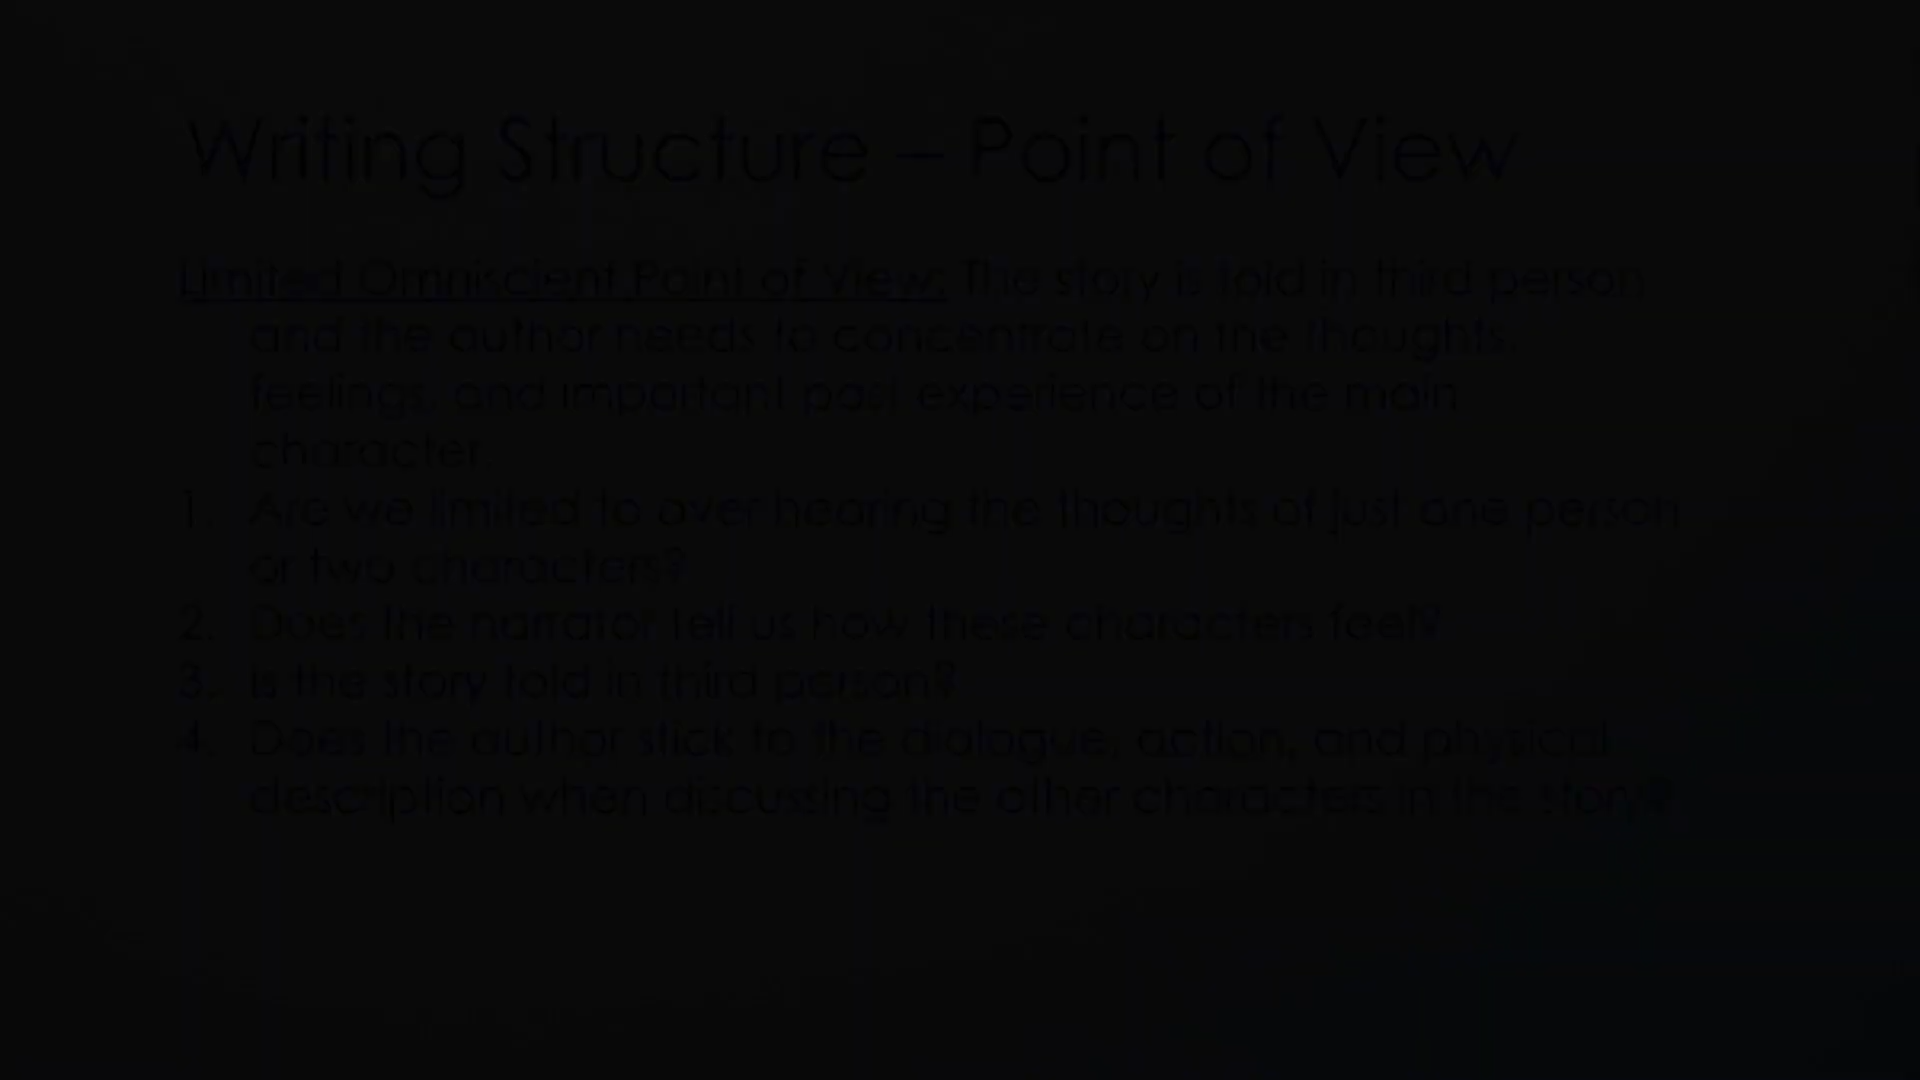 Writing Structure – Point of View
Limited Omniscient Point of View: The story is told in third person
and the author needs to concentrate on the thoughts,
feelings, and important past experience of the main
character.
1. Are we limited to over hearing the thoughts of just one person
or two characters?
2. Does the narrator tell us how these characters feel?
3. Is the story told in third person?
4. Does the author stick to the dialogue, action, and physical
description when discussing the other characters in the story?